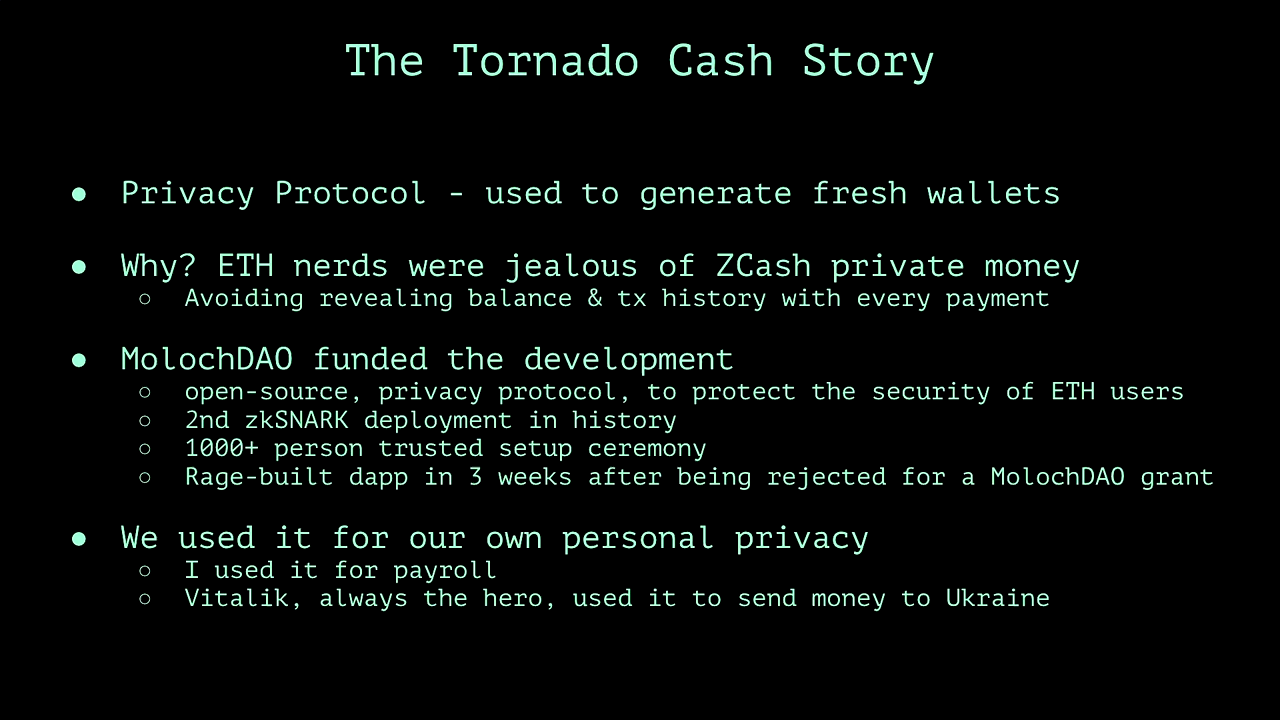 The Tornado Cash Story
● Privacy Protocol - used to generate fresh wallets
● Why? ETH nerds were jealous of ZCash private money
○ Avoiding revealing balance & tx history with every payment
● MolochDAO funded the development
○ open-source, privacy protocol, to protect the security of ETH users
○ 2nd zkSNARK deployment in history
○ 1000+ person trusted setup ceremony
○ Rage-built dapp in 3 weeks after being rejected for a MolochDAO grant
● We used it for our own personal privacy
○ I used it for payroll
○ Vitalik, always the hero, used it to send money to Ukraine